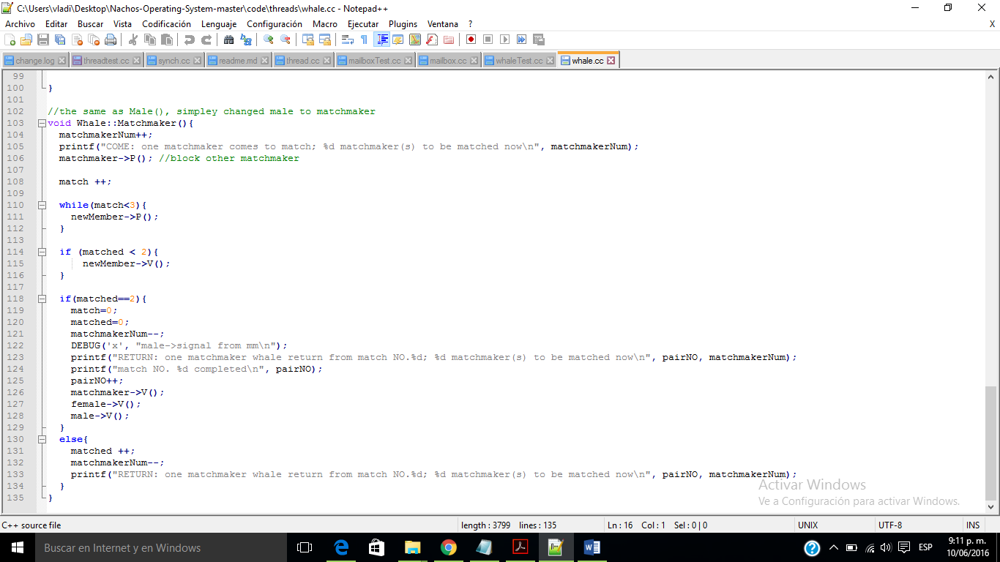 C:\Users\vladi\Desktop\Nachos-Operating-System-master\code\threads\whale.cc - Notepad++
Archivo Editar Buscar Vista Codificación Lenguaje Configuración Macro Ejecutar Plugins Ventana ? X
change.log threadtest.cc synch.cc readme.md thread.cc mailboxTest.cc mailbox.cc whaleTest.cc whale.cc
99
100 }
101
102 //the same as Male(), simpley changed male to matchmaker
103 void Whale::Matchmaker(){
104 matchmakerNum++;
105 printf("COME: one matchmaker comes to match; %d matchmaker(s) to be matched now\n", matchmakerNum);
106 matchmaker->P(); //block other matchmaker
107
108 match ++;
109
110 while(match<3){
111 newMember->P();
112 }
113
114 if (matched < 2){
115 newMember->V();
116 }
117
118 if(matched==2){
119 match=0;
120 matched=0;
121 matchmakerNum--;
122 DEBUG('x', "male->signal from mm\n");
123 printf("RETURN: one matchmaker whale return from match NO.%d; %d matchmaker(s) to be matched now\n", pairNO, matchmakerNum);
124 printf("match NO. %d completed\n", pairNO);
125 pairNO++;
126 matchmaker->V();
127 female->V();
128 male->V();
129 }
130 else{
131 matched ++;
132 matchmakerNum--;
133 printf("RETURN: one matchmaker whale return from match NO.%d; %d matchmaker(s) to be matched now\n", pairNO, matchmakerNum);
134 }
135 }
Activar Windows
Ve a Configuración para activar Windows.
C++ source file length : 3799 lines : 135 Ln : 16 Col : 1 Sel : 0 | 0 UNIX UTF-8 INS
Buscar en Internet y en Windows ESP 9:11 p. m.
10/06/2016